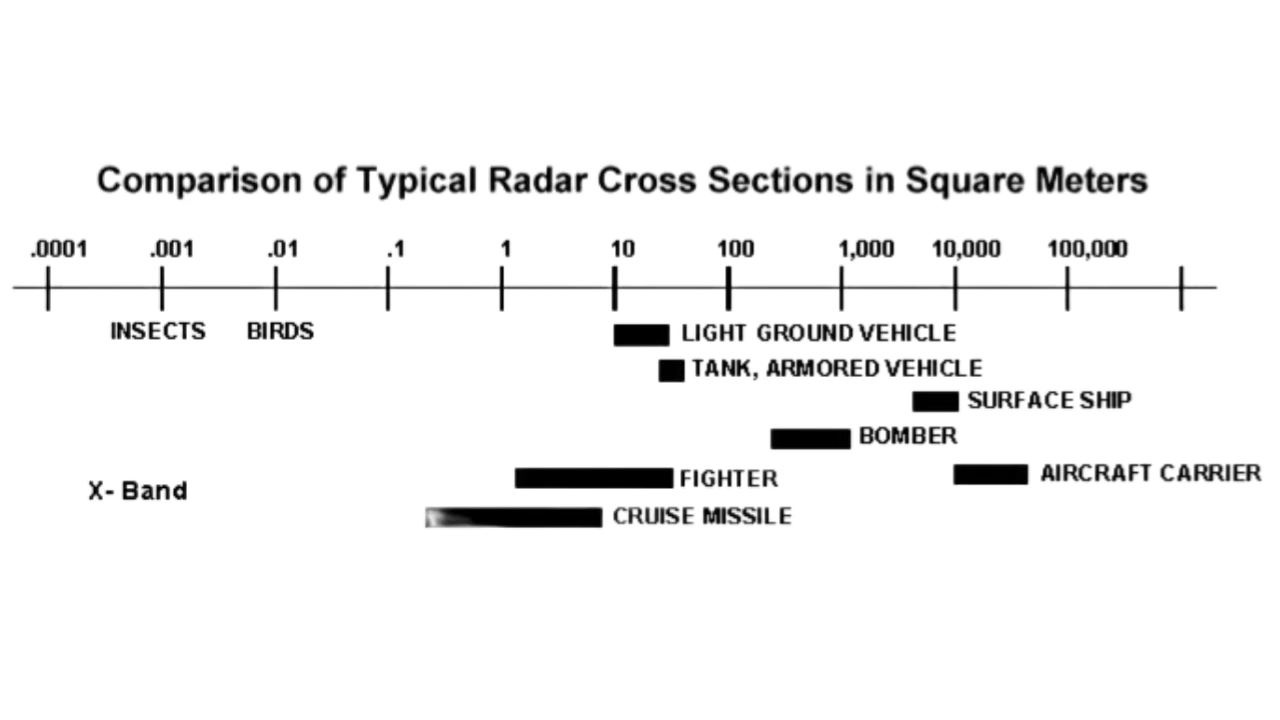 Comparison of Typical Radar Cross Sections in Square Meters
.0001 .001 .01 .1 1 10 100 1,000 10,000 100,000
INSECTS BIRDS LIGHT GROUND VEHICLE
TANK, ARMORED VEHICLE
SURFACE SHIP
BOMBER
AIRCRAFT CARRIER
FIGHTER
X- Band
CRUISE MISSILE